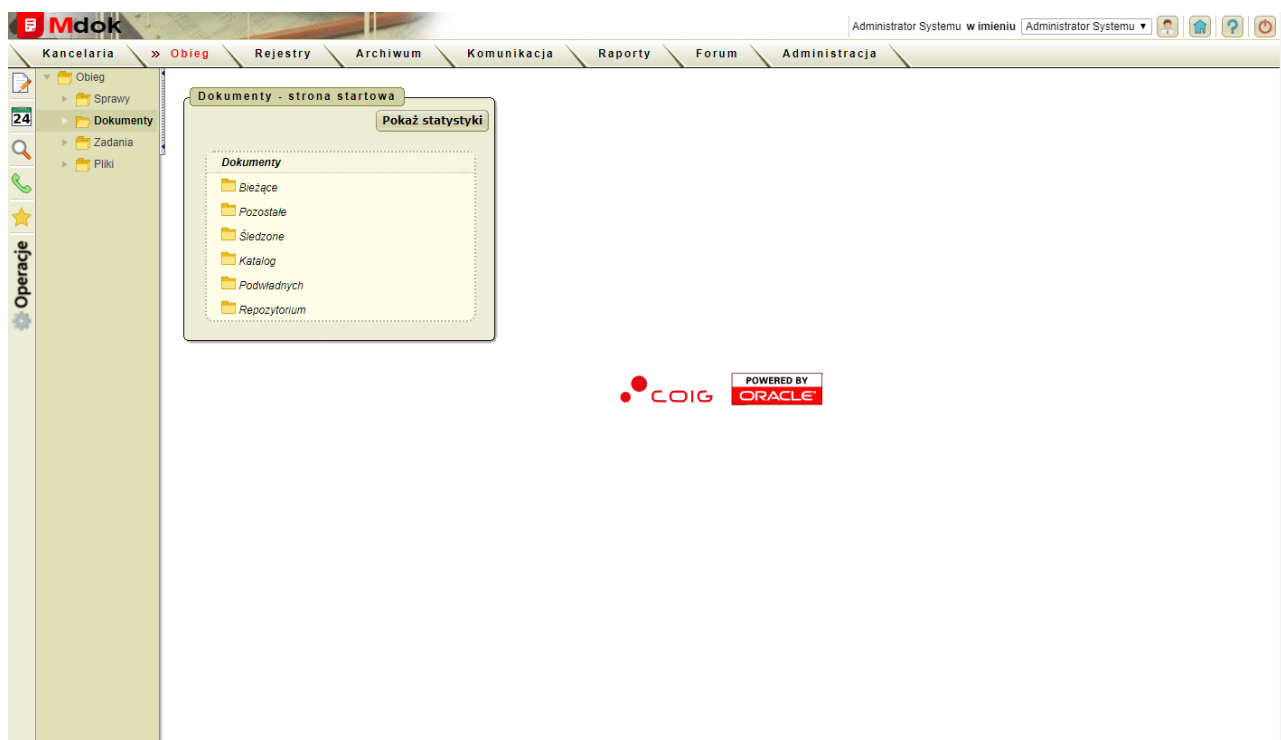 Mdok
Administrator Systemu w imieniu Administrator Systemu
Kancelaria » Obieg Rejestry Archiwum Komunikacja Raporty Forum Administracja
Obieg
Sprawy
Dokumenty
Zadania
Pliki
24
Operacje
Dokumenty - strona startowa
Pokaż statystyki
Dokumenty
Bieżące
Pozostałe
Śledzone
Katalog
Podwładnych
Repozytorium
COIG
POWERED BY
ORACLE